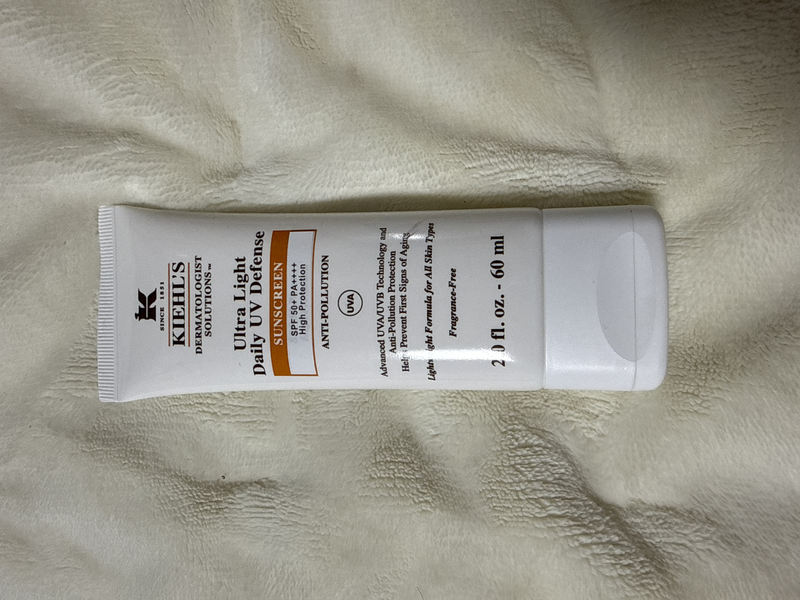 K
SINCE 1851
KIEHL'S
DERMATOLOGIST
SOLUTIONS™
Ultra Light
Daily UV Defense
SUNSCREEN
SPF 50+ PA++++
High Protection
ANTI-POLLUTION
UVA
Advanced UVA/UVB Technology and
Anti-Pollution Protection
Helps Prevent First Signs of Aging
Lightweight Formula for All Skin Types
Fragrance-Free
2.0 fl. oz. - 60 ml